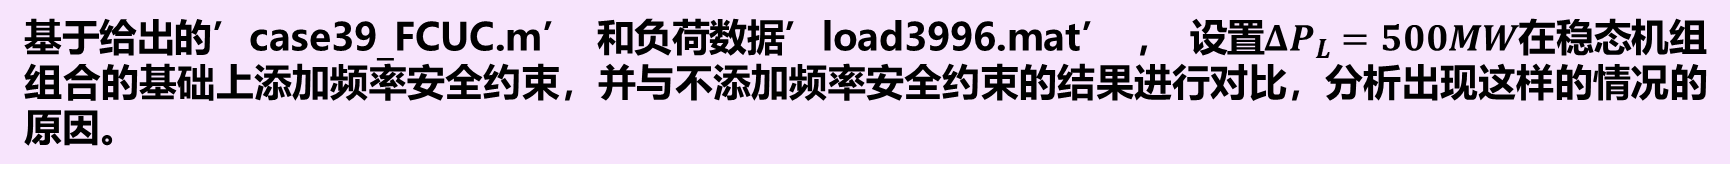 基于给出的’ case39_FCUC.m’ 和负荷数据’load3996.mat’ ， 设置ΔP_L = 500MW在稳态机组
组合的基础上添加频率安全约束，并与不添加频率安全约束的结果进行对比，分析出现这样的情况的
原因。